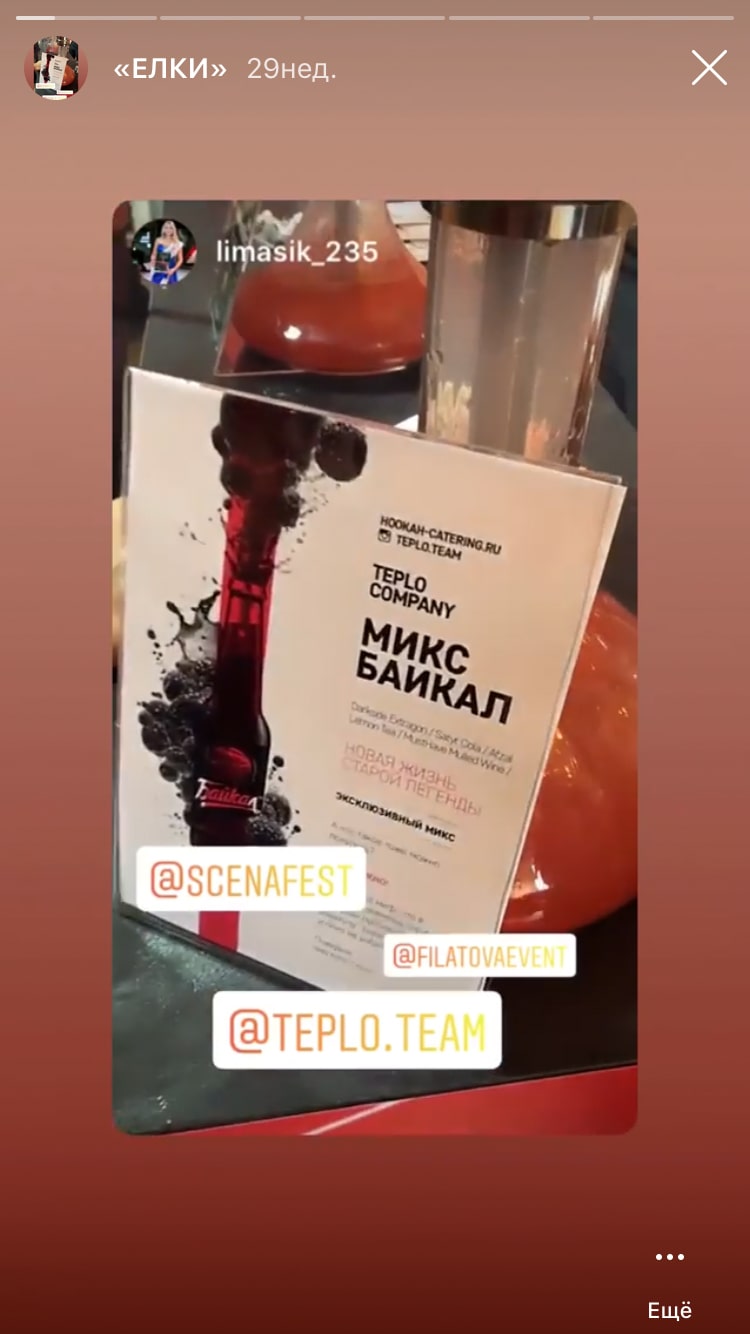 «ЕЛКИ» 29нед.
limasik_235
HOOKAH-CATERING.RU
TEPLO.TEAM
TEPLO
COMPANY
МИКС
БАЙКАЛ
Darkside Extragon / Satyr Cola / Afzal
Lemon Tea / MustHave Mulled Wine /
НОВАЯ ЖИЗНЬ
СТАРОЙ ЛЕГЕНДЫ
ЭКСКЛЮЗИВНЫЙ МИКС
Байкал
@SCENAFEST
@FILATOVAEVENT
@TEPLO.TEAM
Ещё